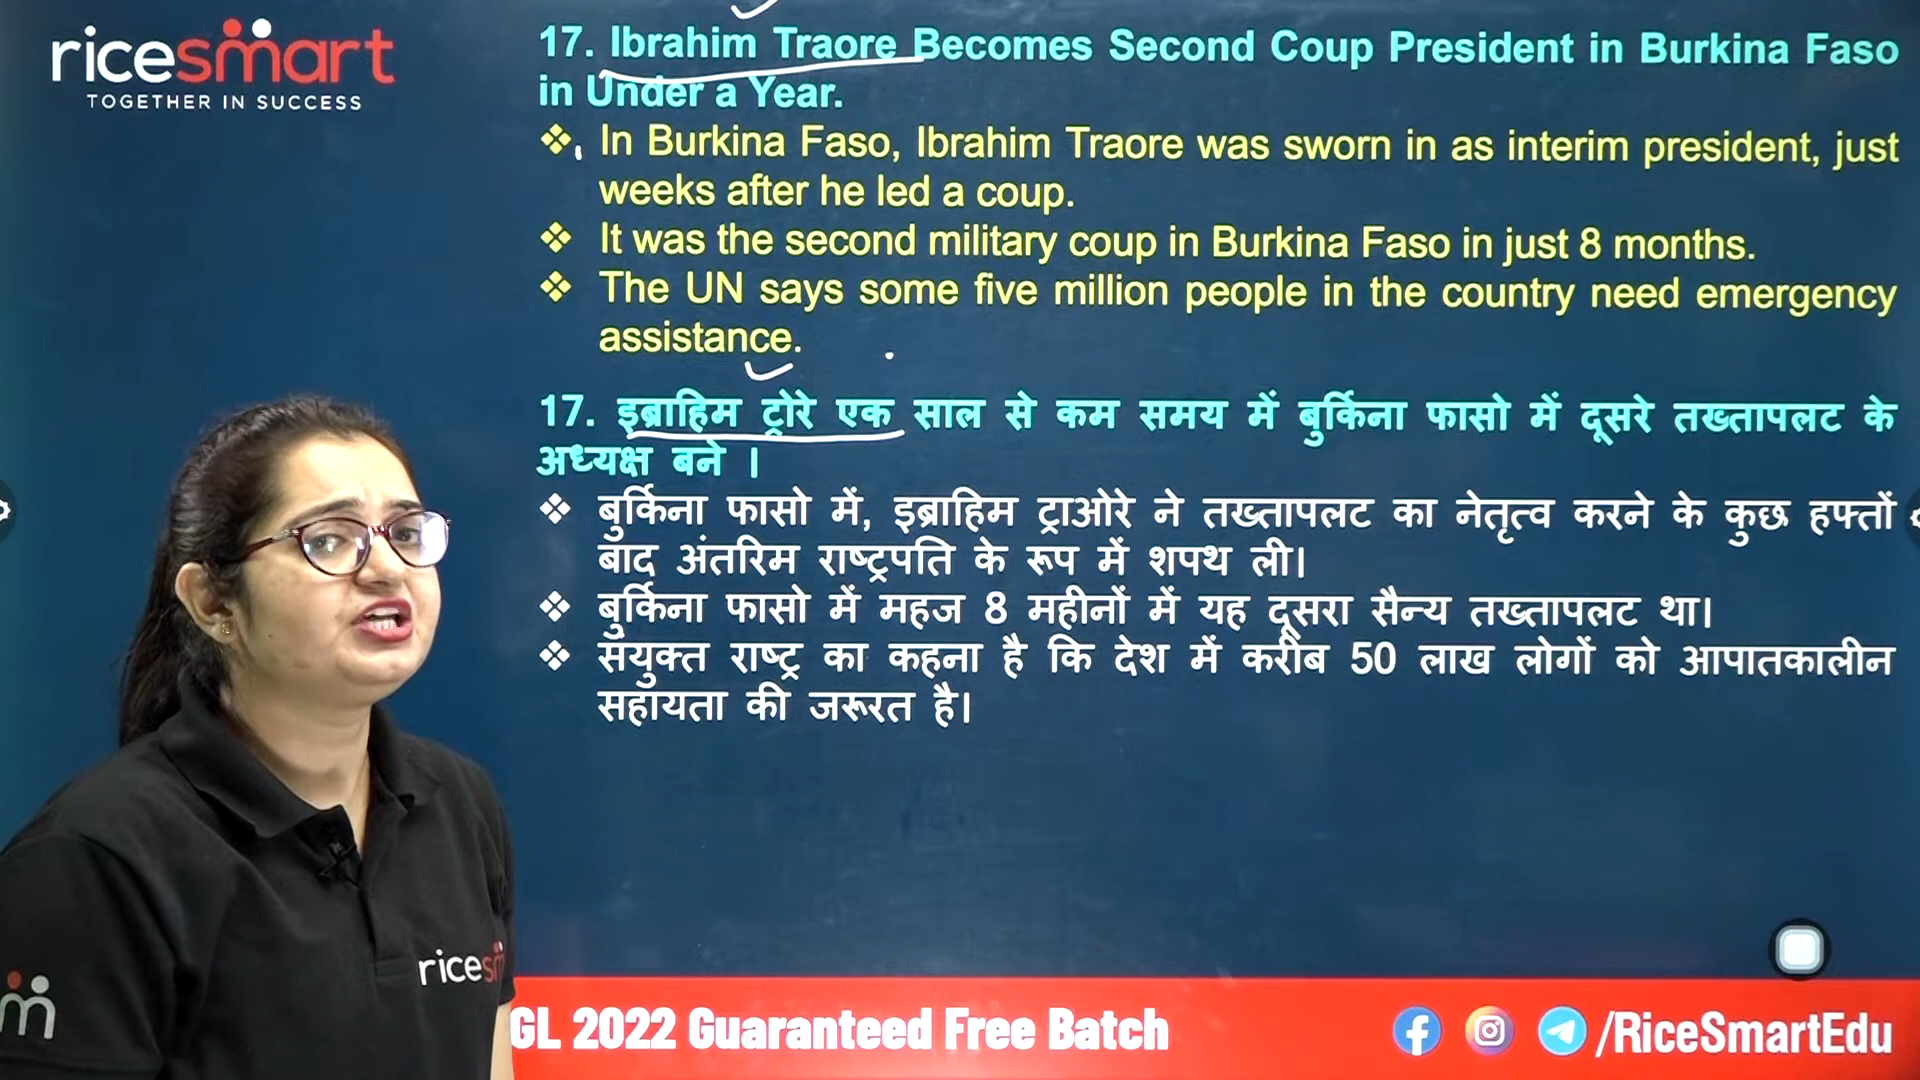 ricesmart
TOGETHER IN SUCCESS
17. Ibrahim Traore Becomes Second Coup President in Burkina Faso
in Under a Year.
In Burkina Faso, Ibrahim Traore was sworn in as interim president, just
weeks after he led a coup.
It was the second military coup in Burkina Faso in just 8 months.
The UN says some five million people in the country need emergency
assistance.
17. इब्राहिम ट्रोरे एक साल से कम समय में बुर्किना फासो में दूसरे तख्तापलट के
अध्यक्ष बने ।
बुर्किना फासो में, इब्राहिम ट्राओरे ने तख्तापलट का नेतृत्व करने के कुछ हफ्तों
बाद अंतरिम राष्ट्रपति के रूप में शपथ ली।
बुर्किना फासो में महज 8 महीनों में यह दूसरा सैन्य तख्तापलट था।
संयुक्त राष्ट्र का कहना है कि देश में करीब 50 लाख लोगों को आपातकालीन
सहायता की जरूरत है।
ricesm
GL 2022 Guaranteed Free Batch
/RiceSmartEdu